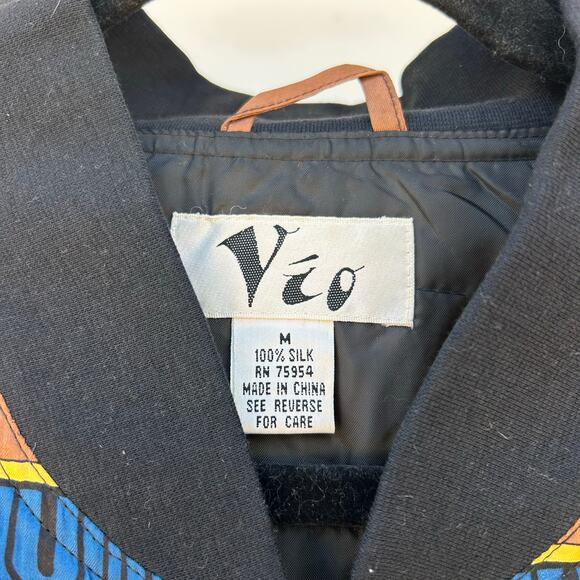 Vío
M
100% SILK
RN 75954
MADE IN CHINA
SEE REVERSE
FOR CARE